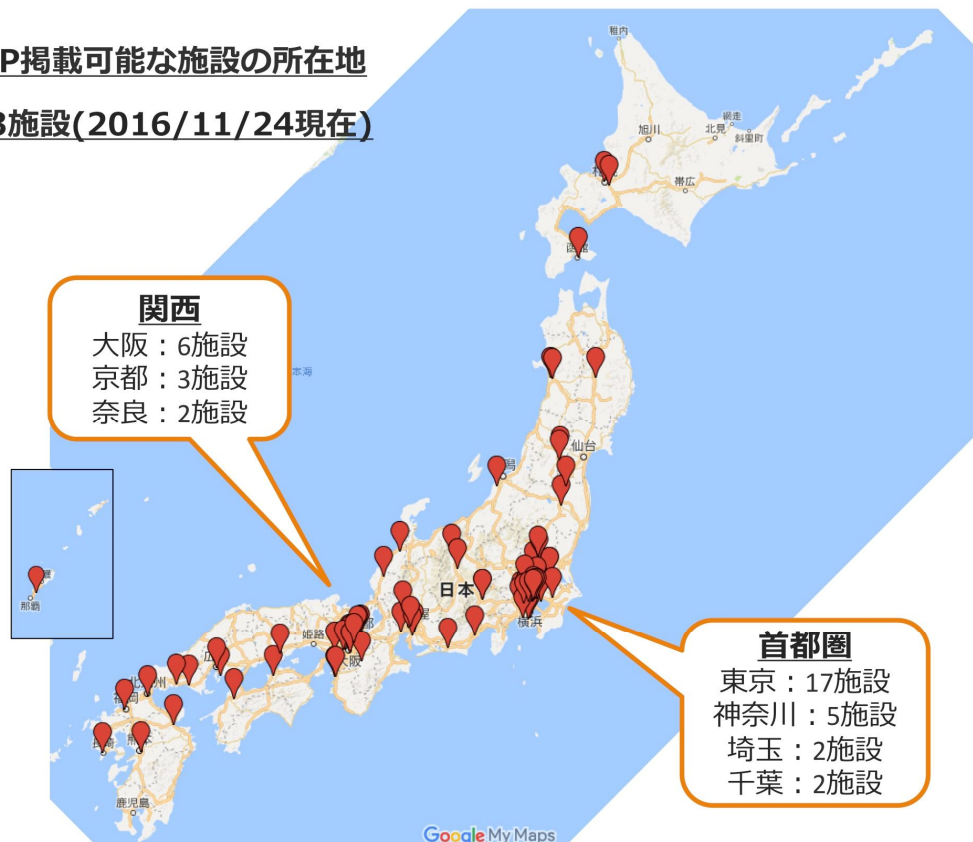 P掲載可能な施設の所在地
3施設(2016/11/24現在)
稚内
網走
旭川
北見
斜里町
帯広
関西
大阪：6施設
京都：3施設
奈良：2施設
本海
仙台
日本
那覇
横浜
姫路
大阪
首都圏
東京：17施設
神奈川：5施設
埼玉：2施設
千葉：2施設
鹿児島
Google My Maps